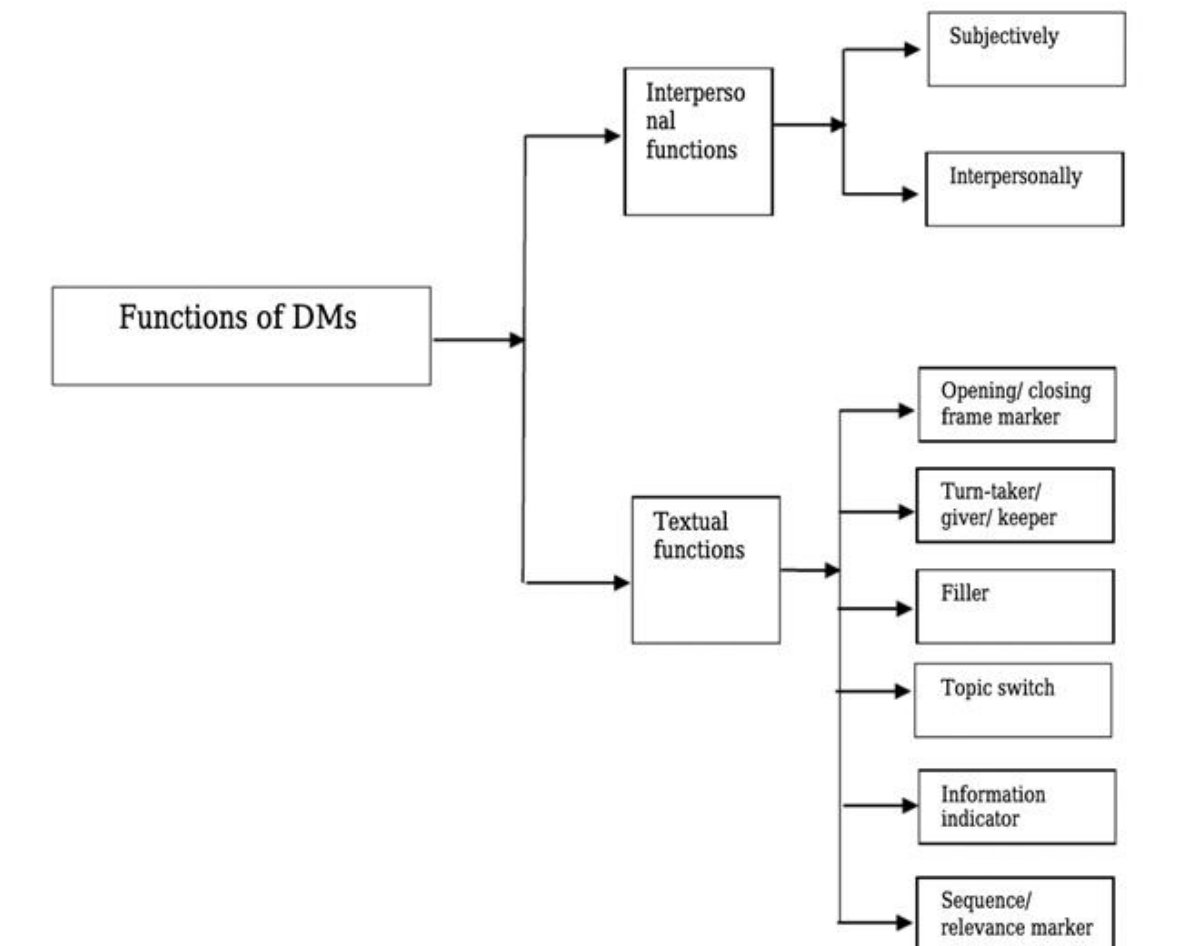 Subjectively
Interperso
nal
functions
Interpersonally
Functions of DMs
Opening/ closing
frame marker
Turn-taker/
giver/ keeper
Textual
functions
Filler
Topic switch
Information
indicator
Sequence/
relevance marker